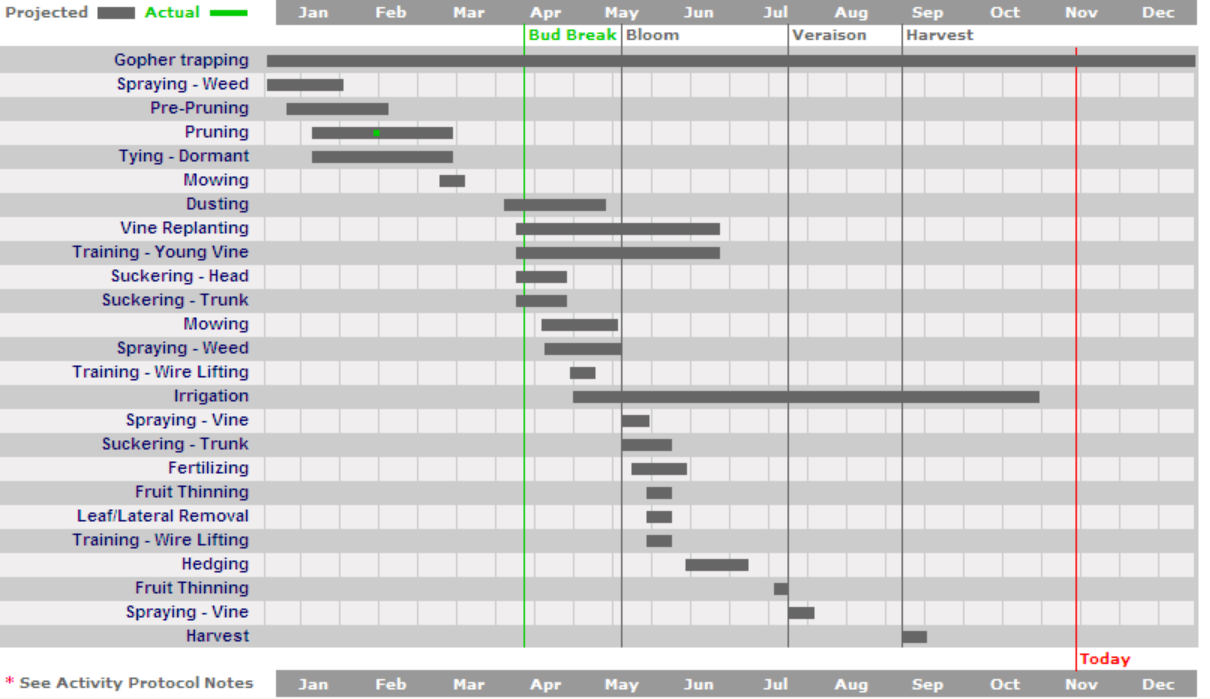 Projected Actual Jan Feb Mar Apr May Jun Jul Aug Sep Oct Nov Dec
Bud Break Bloom Veraison Harvest
Gopher trapping
Spraying - Weed
Pre-Pruning
Pruning
Tying - Dormant
Mowing
Dusting
Vine Replanting
Training - Young Vine
Suckering - Head
Suckering - Trunk
Mowing
Spraying - Weed
Training - Wire Lifting
Irrigation
Spraying - Vine
Suckering - Trunk
Fertilizing
Fruit Thinning
Leaf/Lateral Removal
Training - Wire Lifting
Hedging
Fruit Thinning
Spraying - Vine
Harvest
Today
* See Activity Protocol Notes Jan Feb Mar Apr May Jun Jul Aug Sep Oct Nov Dec